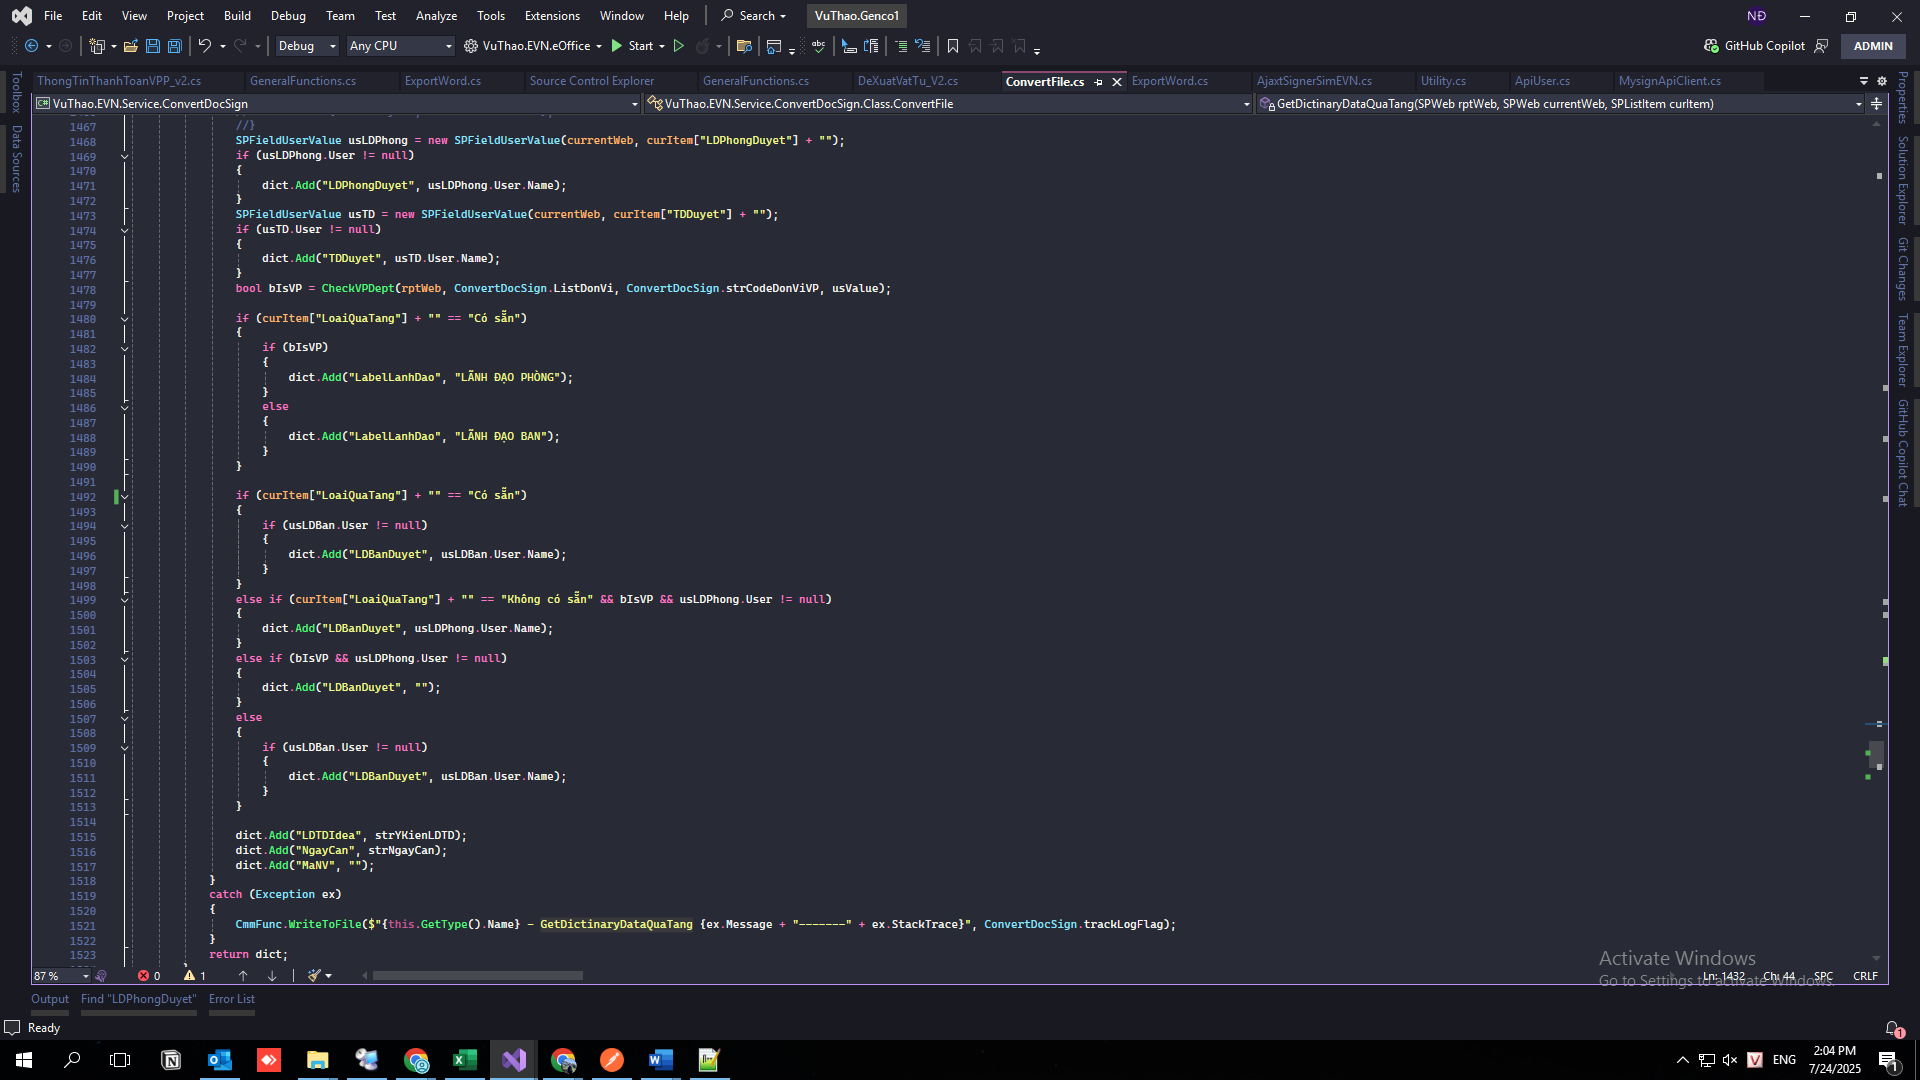 File Edit View Project Build Debug Team Test Analyze Tools Extensions Window Help Search VuThao.Genco1 NĐ
Debug Any CPU VuThao.EVN.eOffice Start GitHub Copilot ADMIN
ThongTinThanhToanVPP_v2.cs GeneralFunctions.cs ExportWord.cs Source Control Explorer GeneralFunctions.cs DeXuatVatTu_V2.cs ConvertFile.cs ExportWord.cs AjaxtSignerSimEVN.cs Utility.cs ApiUser.cs MysignApiClient.cs
VuThao.EVN.Service.ConvertDocSign VuThao.EVN.Service.ConvertDocSign.Class.ConvertFile GetDictinaryDataQuaTang(SPWeb rptWeb, SPWeb currentWeb, SPListItem curItem)
Toolbox
Data Sources
Properties
Solution Explorer
Git Changes
Team Explorer
GitHub Copilot Chat
1467 //}
1468 SPFieldUserValue usLDPhong = new SPFieldUserValue(currentWeb, curItem["LDPhongDuyet"] + "");
1469 if (usLDPhong.User != null)
1470 {
1471 dict.Add("LDPhongDuyet", usLDPhong.User.Name);
1472 }
1473 SPFieldUserValue usTD = new SPFieldUserValue(currentWeb, curItem["TDDuyet"] + "");
1474 if (usTD.User != null)
1475 {
1476 dict.Add("TDDuyet", usTD.User.Name);
1477 }
1478 bool bIsVP = CheckVPDept(rptWeb, ConvertDocSign.ListDonVi, ConvertDocSign.strCodeDonViVP, usValue);
1479
1480 if (curItem["LoaiQuaTang"] + "" == "Có sẵn")
1481 {
1482 if (bIsVP)
1483 {
1484 dict.Add("LabelLanhDao", "LÃNH ĐẠO PHÒNG");
1485 }
1486 else
1487 {
1488 dict.Add("LabelLanhDao", "LÃNH ĐẠO BAN");
1489 }
1490 }
1491
1492 if (curItem["LoaiQuaTang"] + "" == "Có sẵn")
1493 {
1494 if (usLDBan.User != null)
1495 {
1496 dict.Add("LDBanDuyet", usLDBan.User.Name);
1497 }
1498 }
1499 else if (curItem["LoaiQuaTang"] + "" == "Không có sẵn" && bIsVP && usLDPhong.User != null)
1500 {
1501 dict.Add("LDBanDuyet", usLDPhong.User.Name);
1502 }
1503 else if (bIsVP && usLDPhong.User != null)
1504 {
1505 dict.Add("LDBanDuyet", "");
1506 }
1507 else
1508 {
1509 if (usLDBan.User != null)
1510 {
1511 dict.Add("LDBanDuyet", usLDBan.User.Name);
1512 }
1513 }
1514
1515 dict.Add("LDTDIdea", strYKienLDTD);
1516 dict.Add("NgayCan", strNgayCan);
1517 dict.Add("MaNV", "");
1518 }
1519 catch (Exception ex)
1520 {
1521 CmmFunc.WriteToFile($"{this.GetType().Name} - GetDictinaryDataQuaTang {ex.Message + "-------" + ex.StackTrace}", ConvertDocSign.trackLogFlag);
1522 }
1523 return dict;
Activate Windows
Go to Settings to activate Windows.
87 % 0 1 Ln: 1432 Ch: 44 SPC CRLF
Output Find "LDPhongDuyet" Error List
Ready 1
ENG 2:04 PM
7/24/2025 1